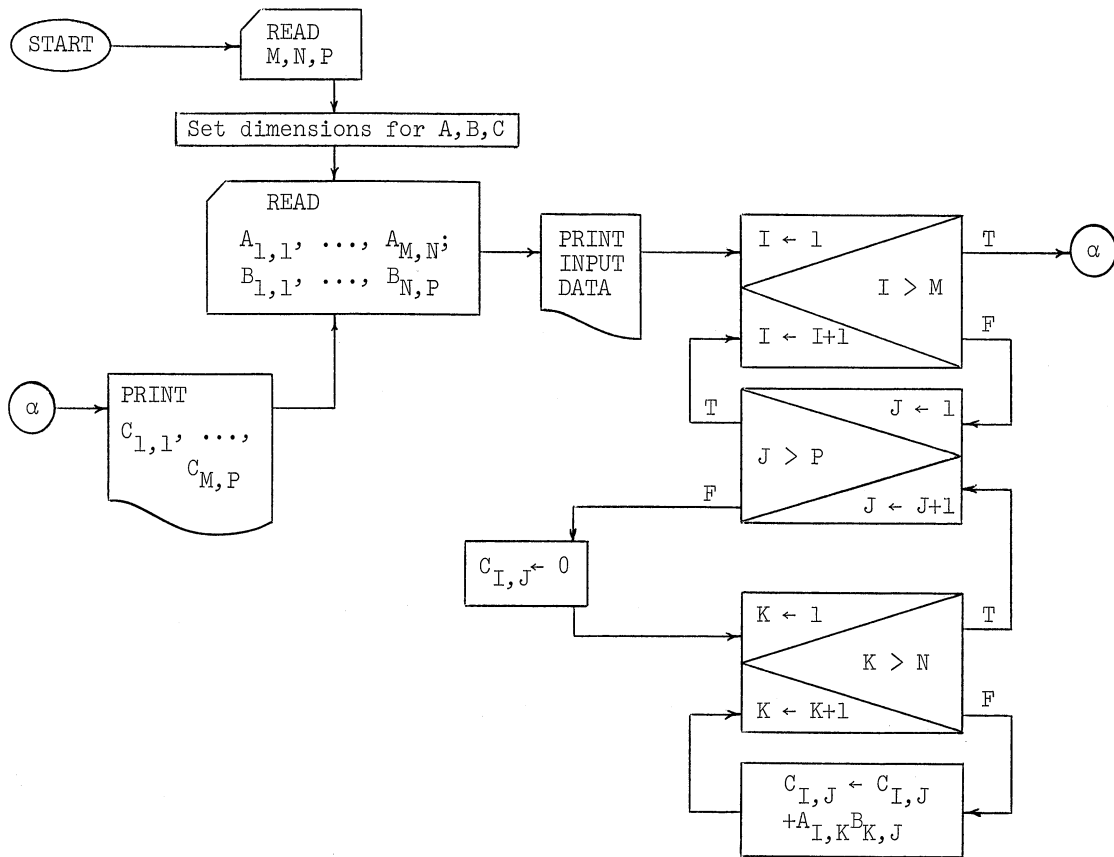 START
READ
M,N,P
Set dimensions for A,B,C
READ
A1,1, ..., AM,N;
B1,1, ..., BN,P
PRINT
INPUT
DATA
I ← 1
I > M
I ← I+1
T
α
F
α
PRINT
C1,1, ...,
CM,P
J ← 1
T
J > P
J ← J+1
F
CI,J ← 0
K ← 1
T
K > N
K ← K+1
F
CI,J ← CI,J
+AI,KBK,J